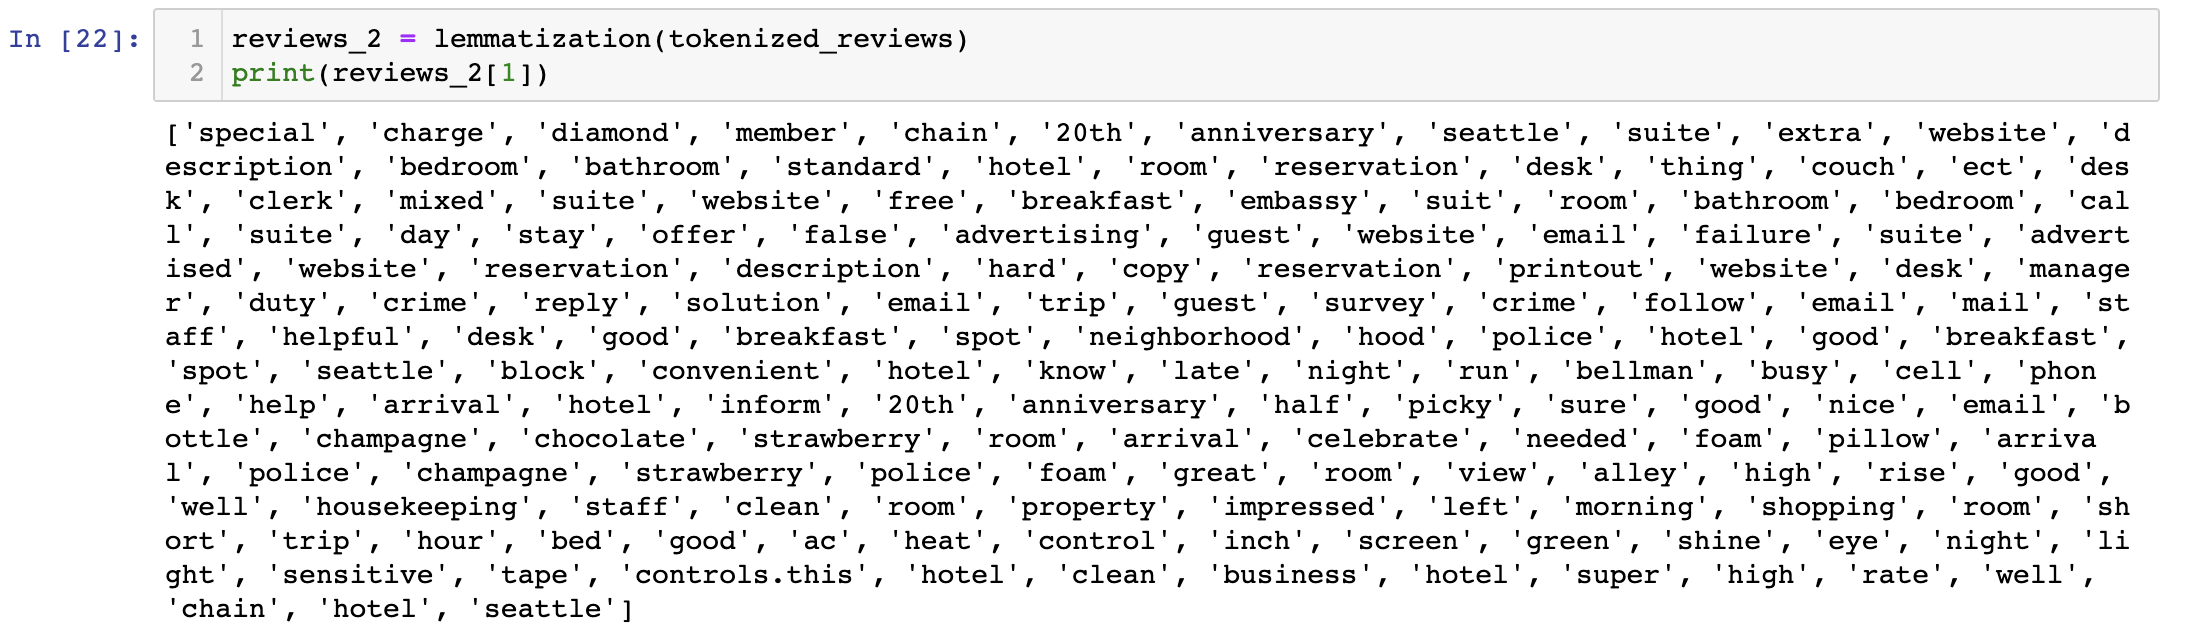 In [22]:
1 reviews_2 = lemmatization(tokenized_reviews)
2 print(reviews_2[1])
['special', 'charge', 'diamond', 'member', 'chain', '20th', 'anniversary', 'seattle', 'suite', 'extra', 'website', 'd
escription', 'bedroom', 'bathroom', 'standard', 'hotel', 'room', 'reservation', 'desk', 'thing', 'couch', 'ect', 'des
k', 'clerk', 'mixed', 'suite', 'website', 'free', 'breakfast', 'embassy', 'suit', 'room', 'bathroom', 'bedroom', 'cal
l', 'suite', 'day', 'stay', 'offer', 'false', 'advertising', 'guest', 'website', 'email', 'failure', 'suite', 'advert
ised', 'website', 'reservation', 'description', 'hard', 'copy', 'reservation', 'printout', 'website', 'desk', 'manage
r', 'duty', 'crime', 'reply', 'solution', 'email', 'trip', 'guest', 'survey', 'crime', 'follow', 'email', 'mail', 'st
aff', 'helpful', 'desk', 'good', 'breakfast', 'spot', 'neighborhood', 'hood', 'police', 'hotel', 'good', 'breakfast',
'spot', 'seattle', 'block', 'convenient', 'hotel', 'know', 'late', 'night', 'run', 'bellman', 'busy', 'cell', 'phon
e', 'help', 'arrival', 'hotel', 'inform', '20th', 'anniversary', 'half', 'picky', 'sure', 'good', 'nice', 'email', 'b
ottle', 'champagne', 'chocolate', 'strawberry', 'room', 'arrival', 'celebrate', 'needed', 'foam', 'pillow', 'arriva
l', 'police', 'champagne', 'strawberry', 'police', 'foam', 'great', 'room', 'view', 'alley', 'high', 'rise', 'good',
'well', 'housekeeping', 'staff', 'clean', 'room', 'property', 'impressed', 'left', 'morning', 'shopping', 'room', 'sh
ort', 'trip', 'hour', 'bed', 'good', 'ac', 'heat', 'control', 'inch', 'screen', 'green', 'shine', 'eye', 'night', 'li
ght', 'sensitive', 'tape', 'controls.this', 'hotel', 'clean', 'business', 'hotel', 'super', 'high', 'rate', 'well',
'chain', 'hotel', 'seattle']